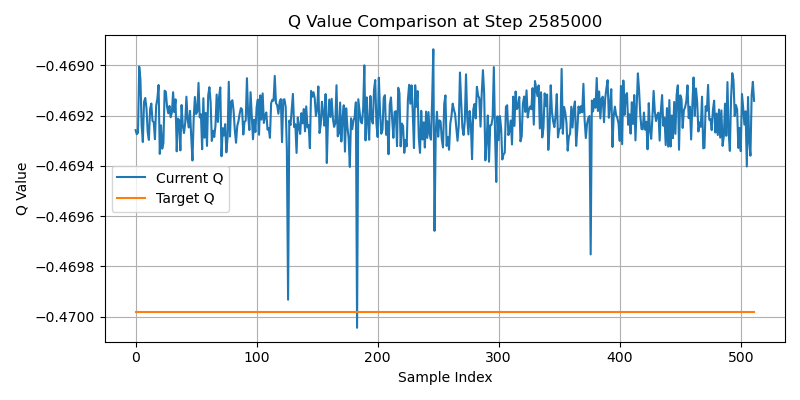 Q Value Comparison at Step 2585000
Q Value
−0.4690
−0.4692
−0.4694
−0.4696
−0.4698
−0.4700
Current Q
Target Q
0
100
200
300
400
500
Sample Index